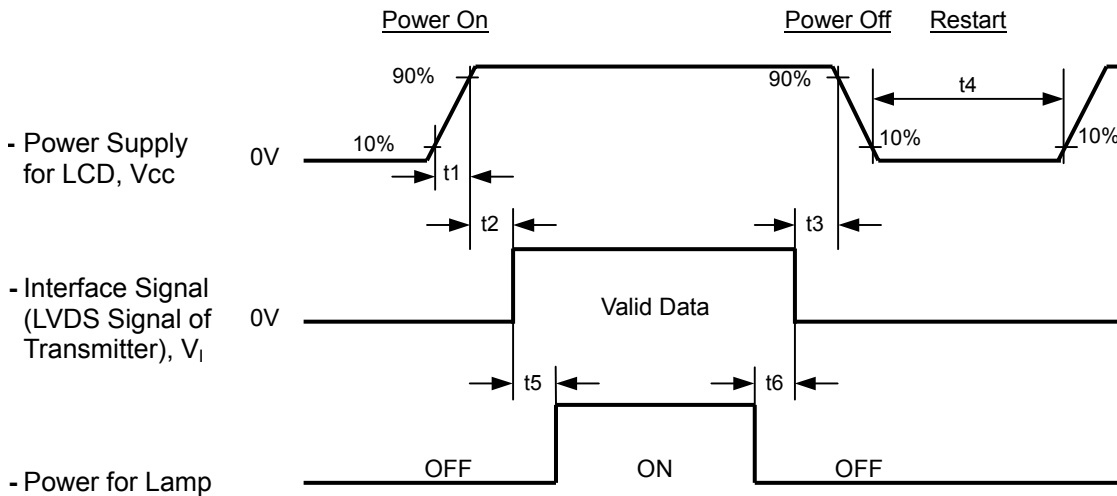 Power On
Power Off
Restart
90%
90%
t4
- Power Supply
for LCD, Vcc
0V
10%
10%
10%
t1
t2
t3
- Interface Signal
(LVDS Signal of
Transmitter), VI
0V
Valid Data
t5
t6
- Power for Lamp
OFF
ON
OFF